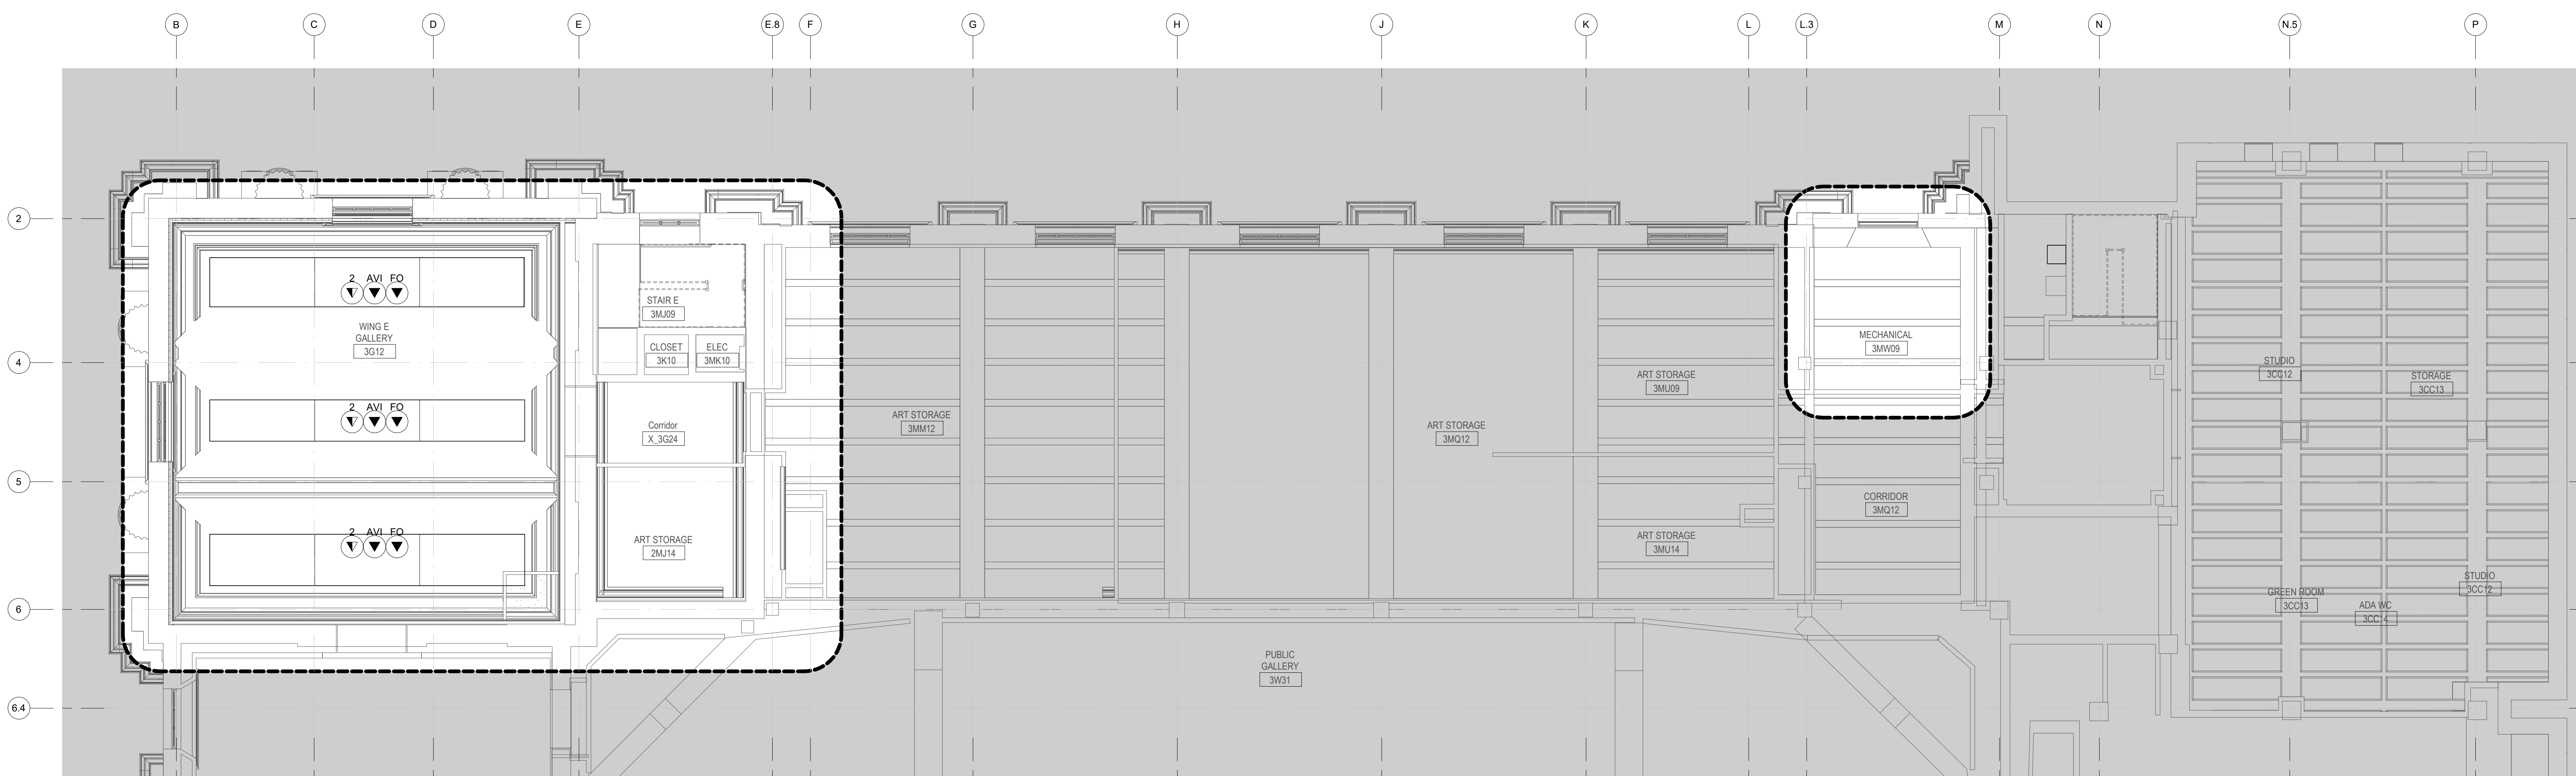 B C D E E.8 F G H J K L L.3 M N N.5 P
2
2 AVI FO
STAIR E
3MJ09
WING E
GALLERY
3G12
CLOSET
3K10
ELEC
3MK10
MECHANICAL
3MW09
4
STUDIO
3CC12
STORAGE
3CC13
ART STORAGE
3MU09
2 AVI FO
ART STORAGE
3MM12
Corridor
X_3G24
ART STORAGE
3MQ12
5
CORRIDOR
3MQ12
2 AVI FO
ART STORAGE
2MJ14
ART STORAGE
3MU14
STUDIO
3CC12
GREEN ROOM
3CC13
ADA WC
3CC14
6
PUBLIC
GALLERY
3W31
6.4